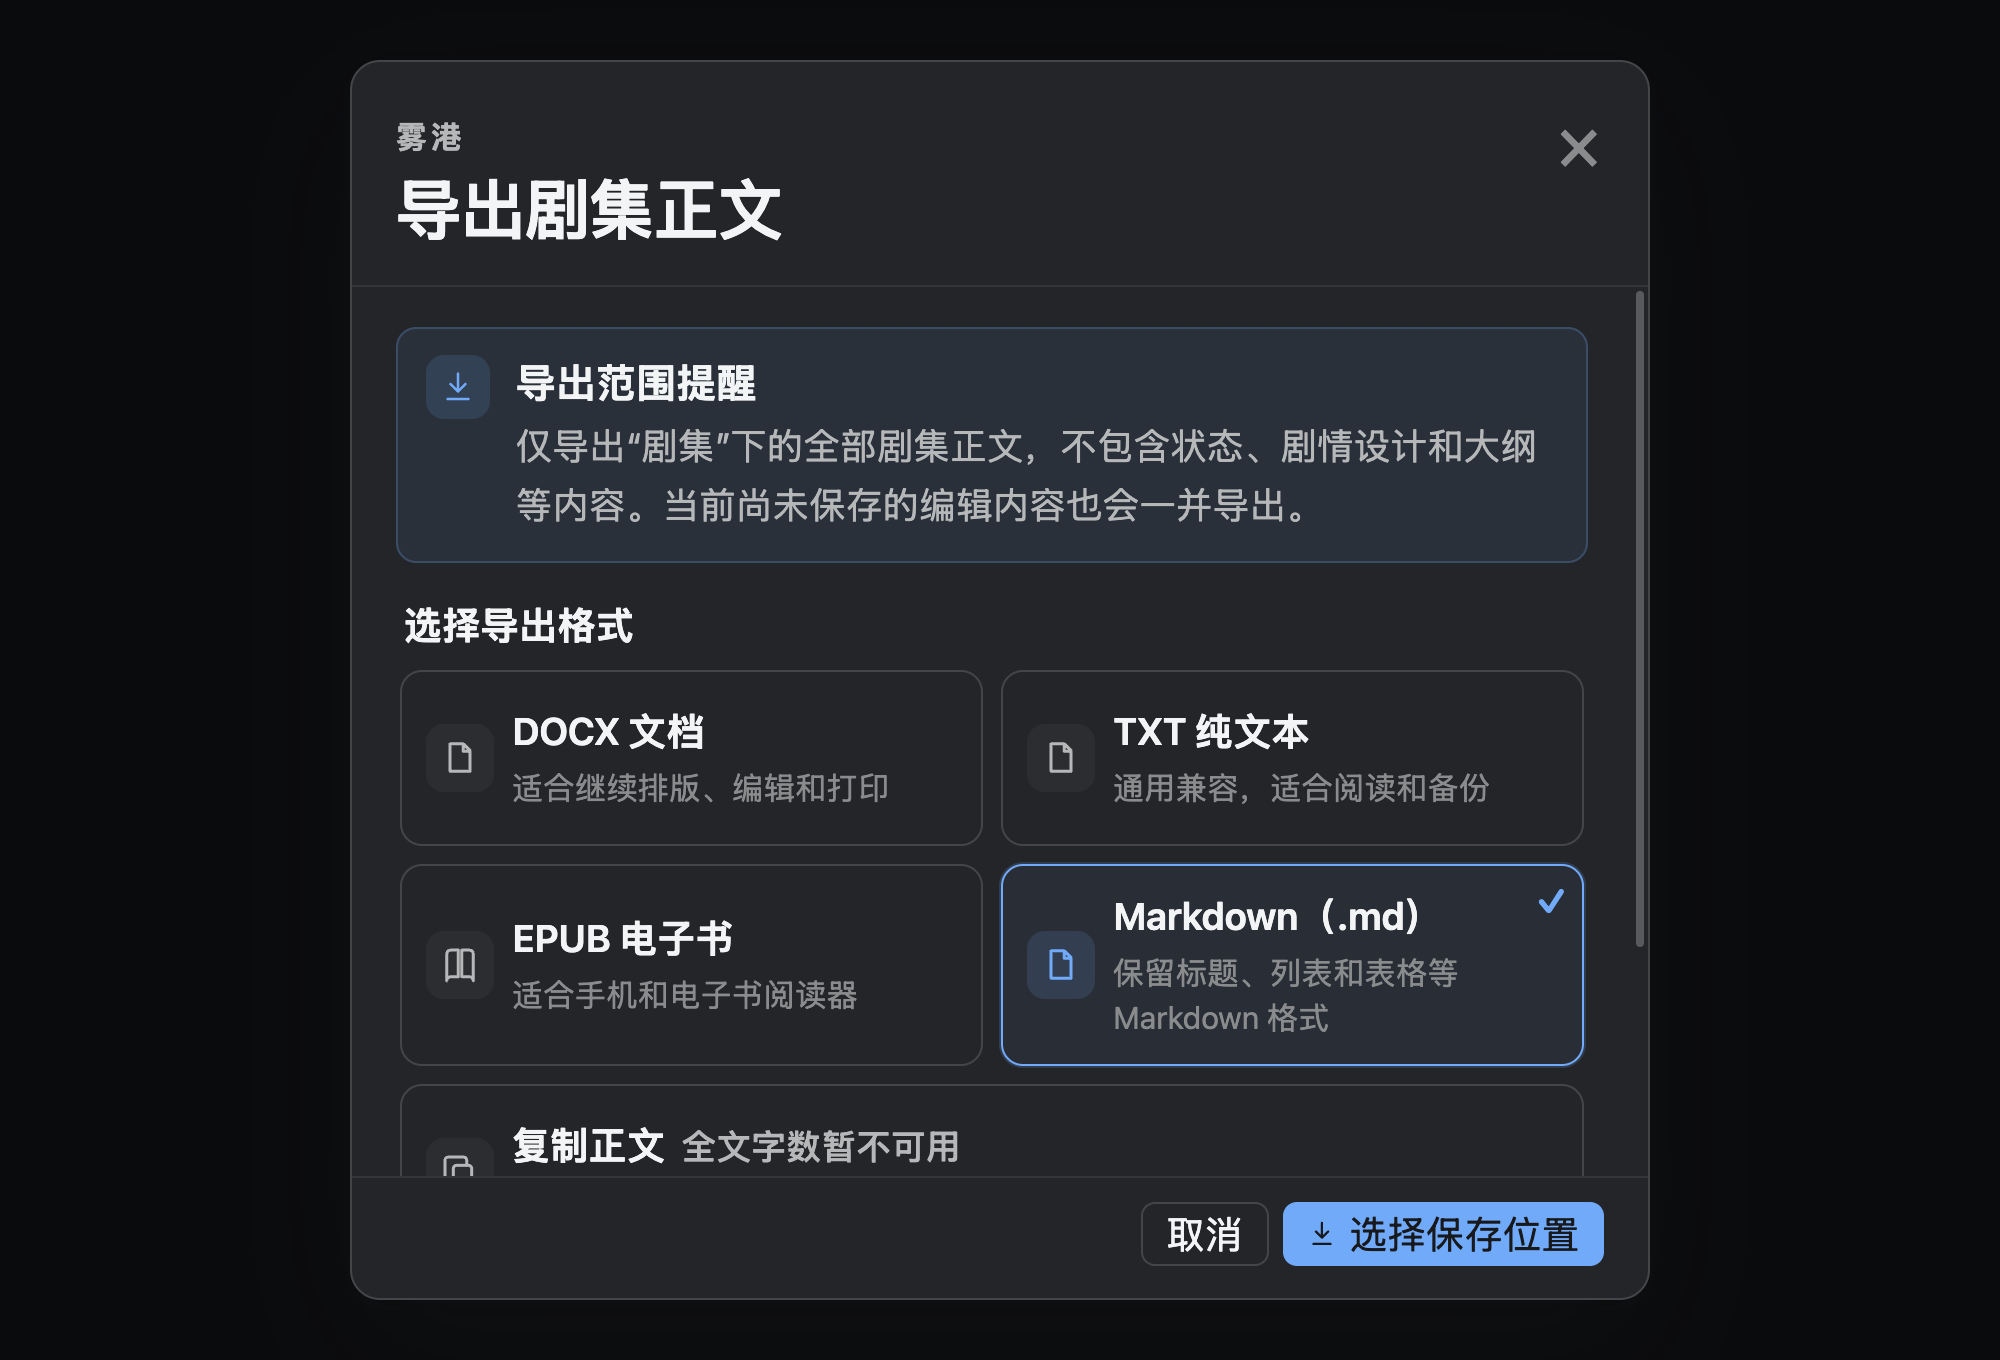 雾港
导出剧集正文
导出范围提醒
仅导出“剧集”下的全部剧集正文，不包含状态、剧情设计和大纲
等内容。当前尚未保存的编辑内容也会一并导出。
选择导出格式
DOCX 文档
适合继续排版、编辑和打印
TXT 纯文本
通用兼容，适合阅读和备份
EPUB 电子书
适合手机和电子书阅读器
Markdown（.md）
保留标题、列表和表格等
Markdown 格式
复制正文 全文字数暂不可用
取消
选择保存位置